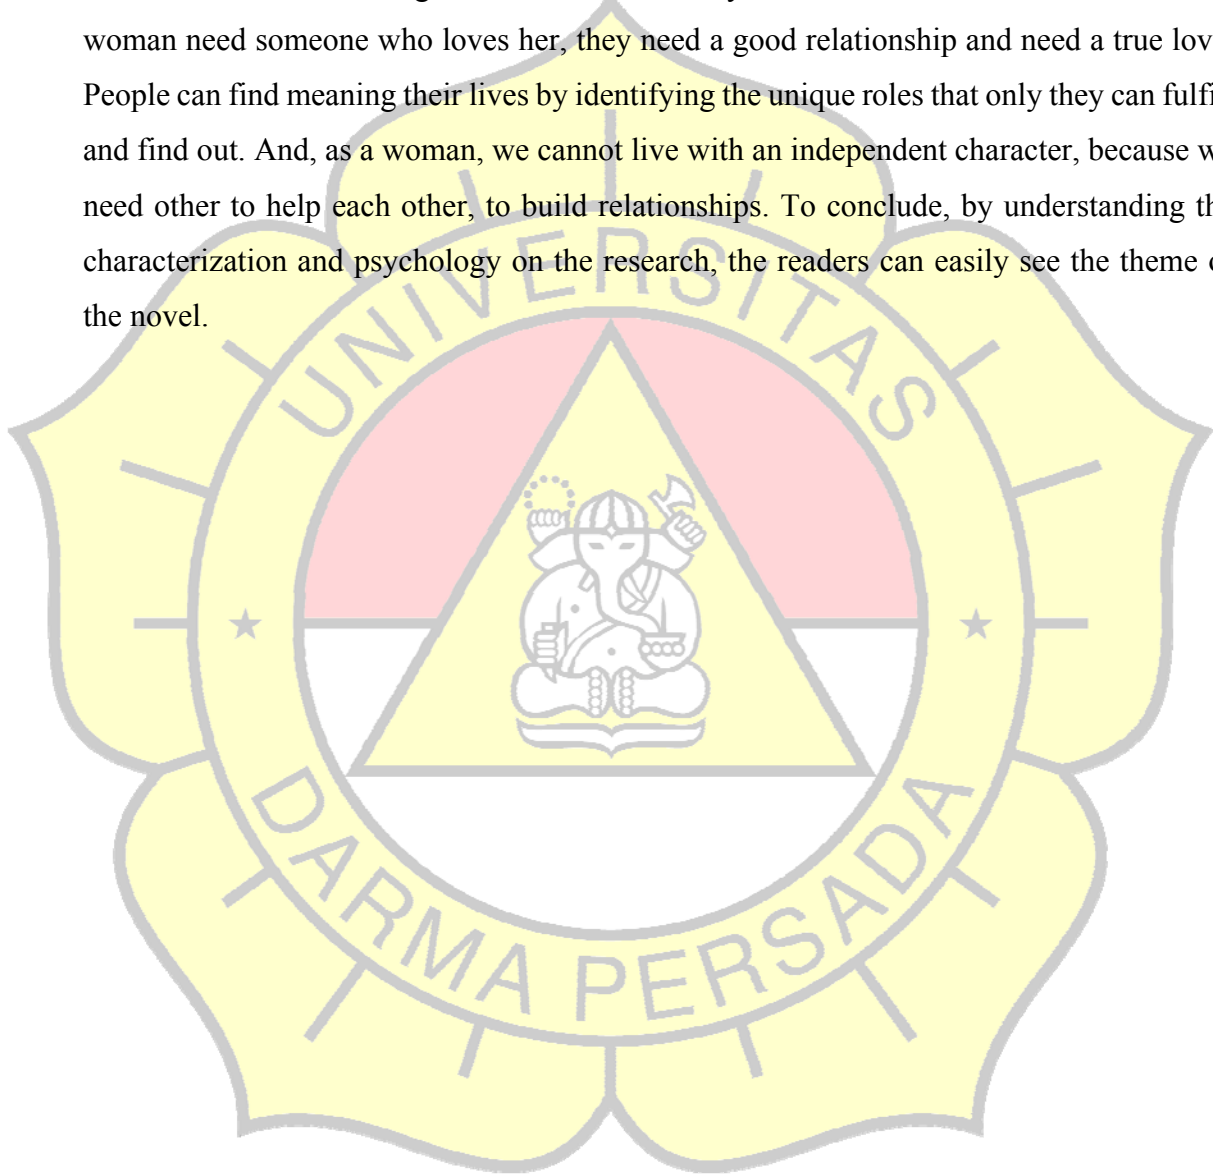 woman need someone who loves her, they need a good relationship and need a true lov
People can find meaning their lives by identifying the unique roles that only they can fulfi
and find out. And, as a woman, we cannot live with an independent character, because w
need other to help each other, to build relationships. To conclude, by understanding th
characterization and psychology on the research, the readers can easily see the theme o
the novel.
UNIVERSITAS
DARMA PERSADA